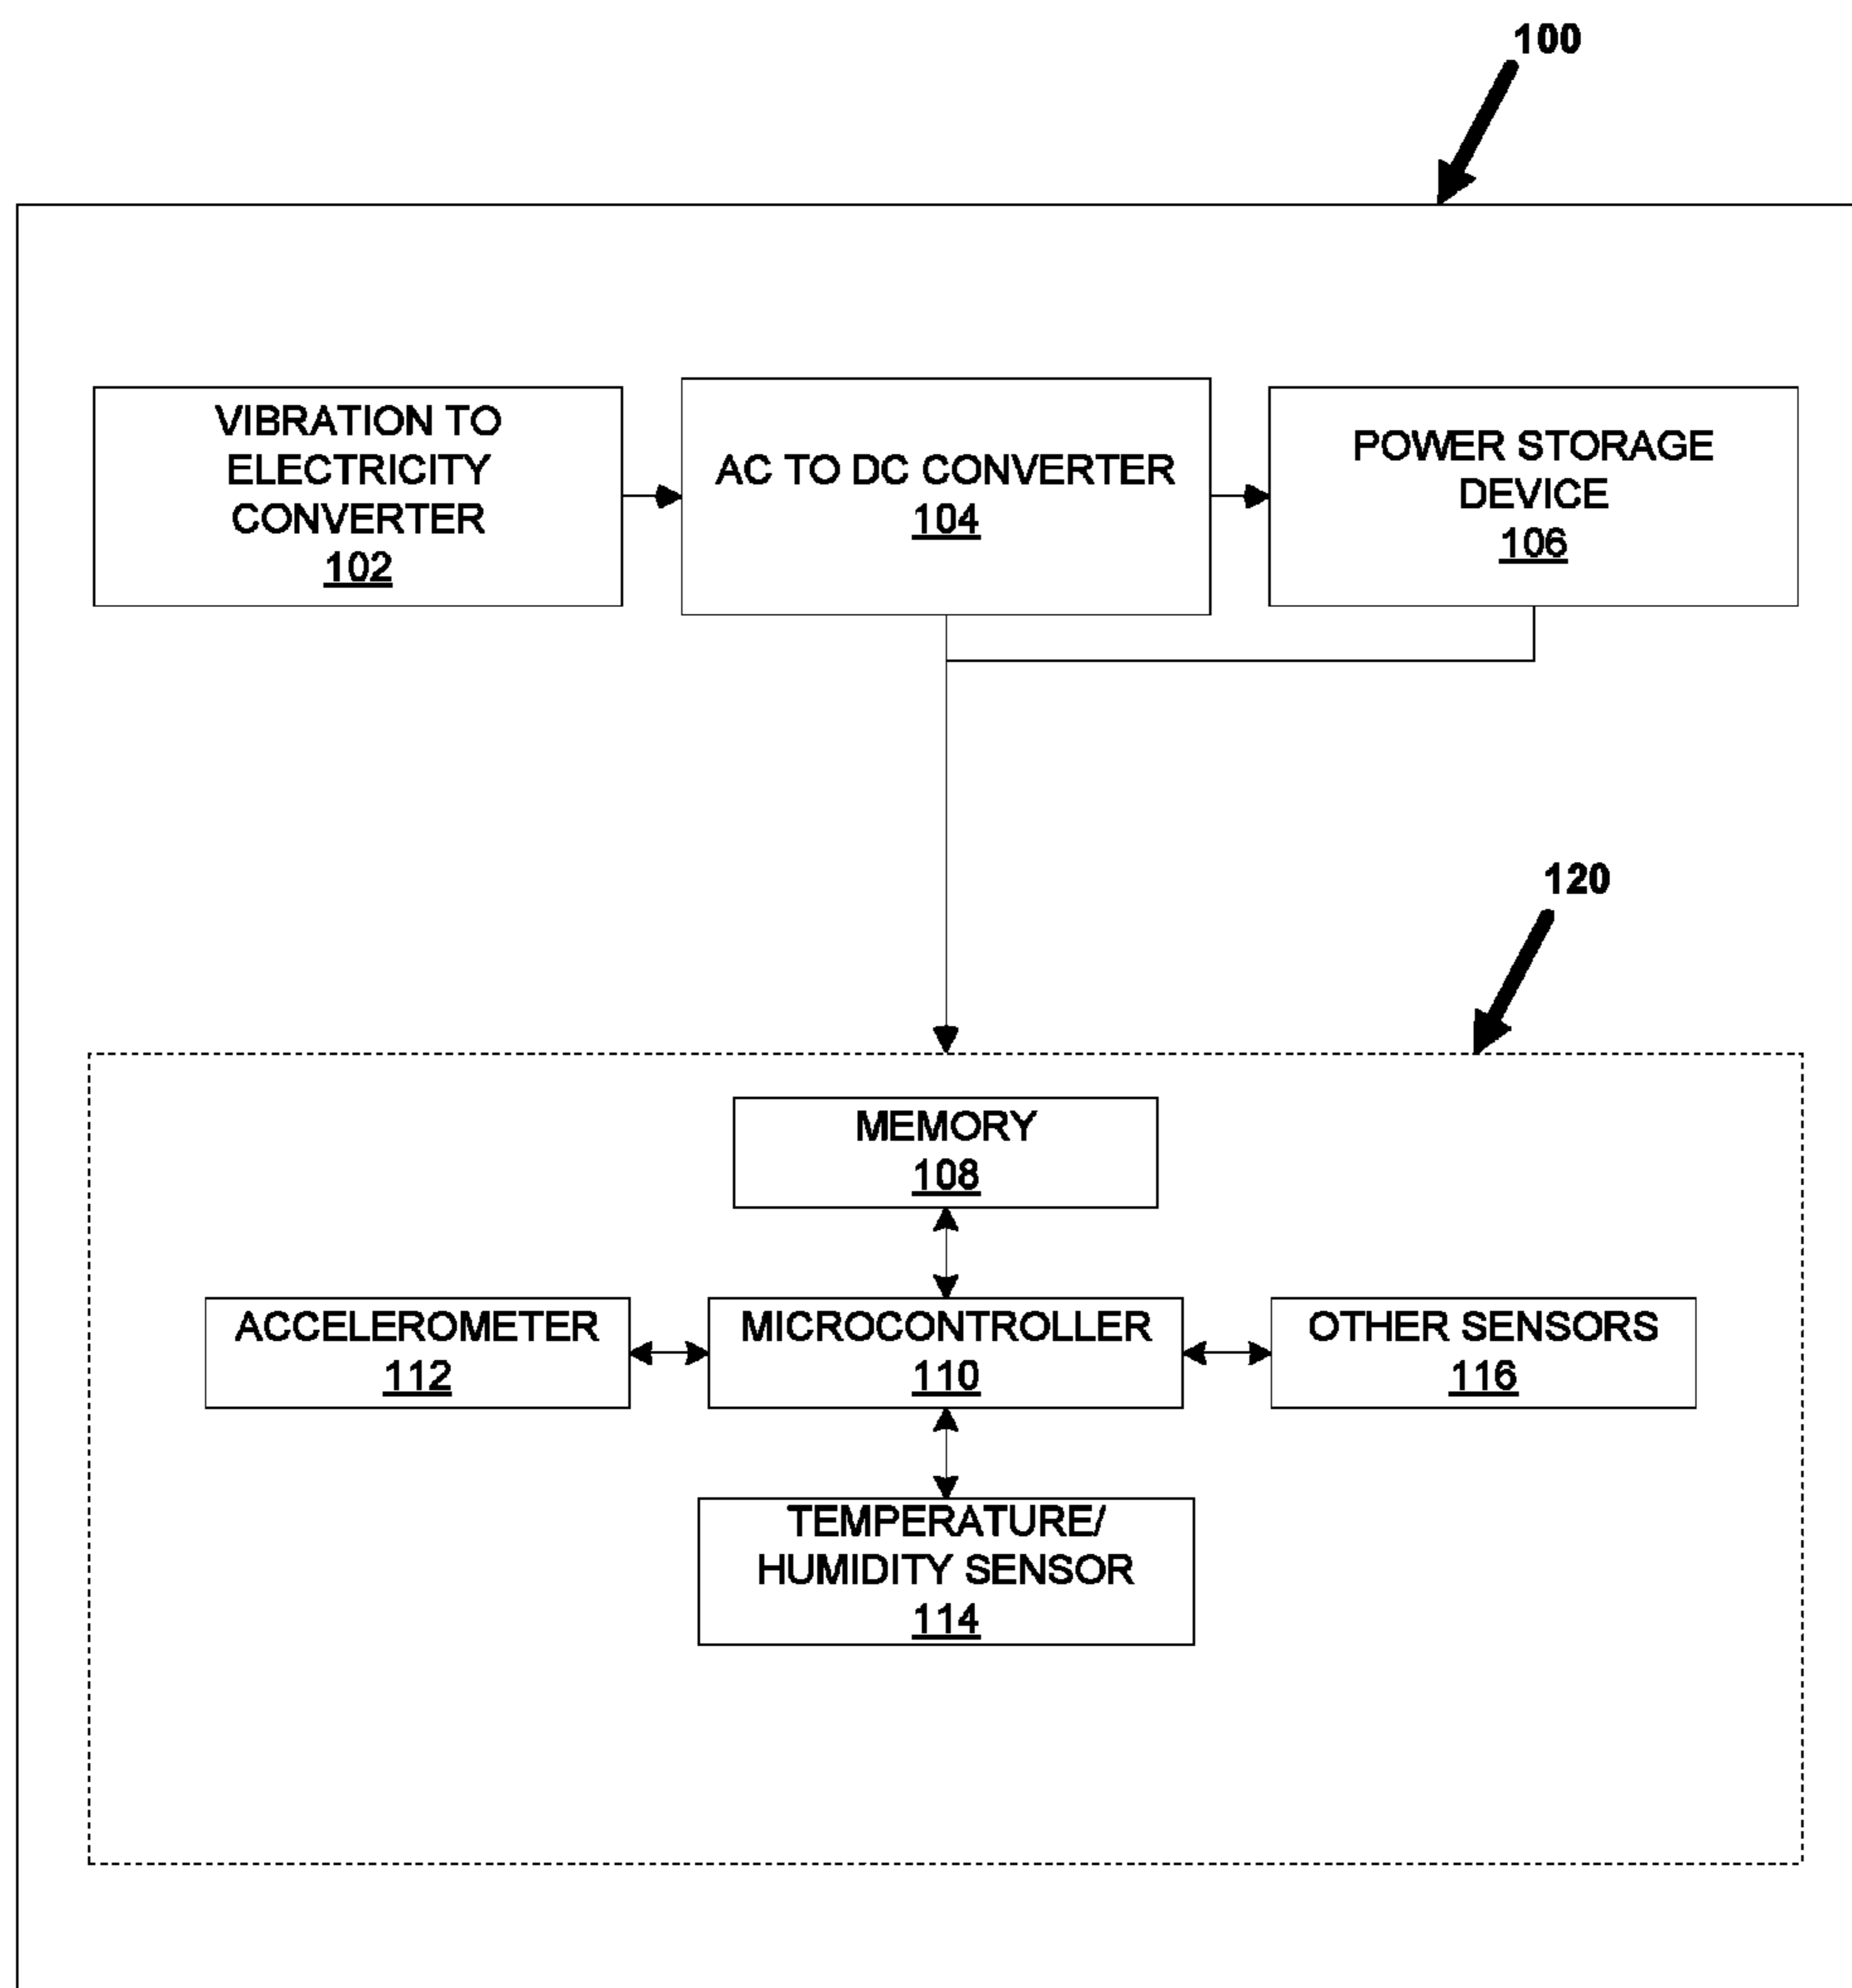 100
VIBRATION TO
ELECTRICITY
CONVERTER
102
AC TO DC CONVERTER
104
POWER STORAGE
DEVICE
106
120
MEMORY
108
ACCELEROMETER
112
MICROCONTROLLER
110
OTHER SENSORS
116
TEMPERATURE/
HUMIDITY SENSOR
114